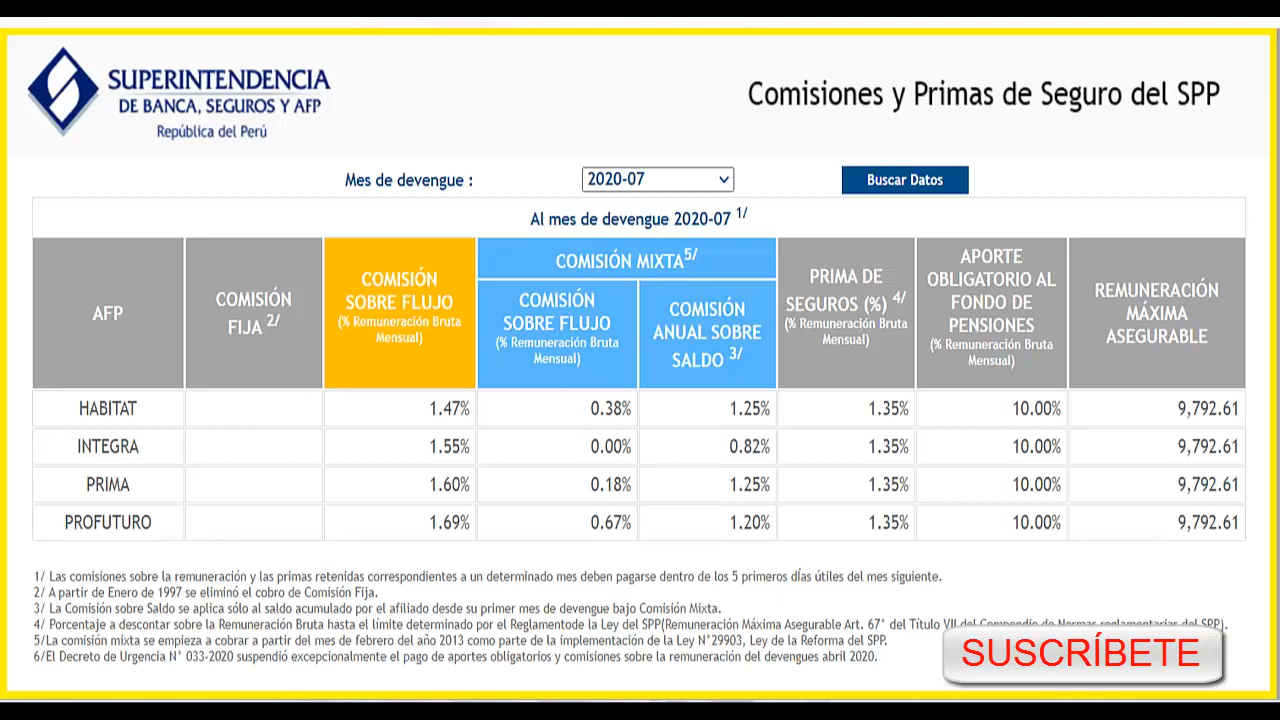 SUPERINTENDENCIA
DE BANCA, SEGUROS Y AFP
República del Perú
Comisiones y Primas de Seguro del SPP
Mes de devengue :
2020-07
Buscar Datos
Al mes de devengue 2020-07 1/
AFP
COMISIÓN
FIJA 2/
COMISIÓN
SOBRE FLUJO
(% Remuneración Bruta
Mensual)
COMISIÓN MIXTA5/
COMISIÓN
SOBRE FLUJO
(% Remuneración Bruta
Mensual)
COMISIÓN
ANUAL SOBRE
SALDO 3/
PRIMA DE
SEGUROS (%) 4/
(% Remuneración Bruta
Mensual)
APORTE
OBLIGATORIO AL
FONDO DE
PENSIONES
(% Remuneración Bruta
Mensual)
REMUNERACIÓN
MÁXIMA
ASEGURABLE
HABITAT 1.47% 0.38% 1.25% 1.35% 10.00% 9,792.61
INTEGRA 1.55% 0.00% 0.82% 1.35% 10.00% 9,792.61
PRIMA 1.60% 0.18% 1.25% 1.35% 10.00% 9,792.61
PROFUTURO 1.69% 0.67% 1.20% 1.35% 10.00% 9,792.61
1/ Las comisiones sobre la remuneración y las primas retenidas correspondientes a un determinado mes deben pagarse dentro de los 5 primeros días útiles del mes siguiente.
2/ A partir de Enero de 1997 se eliminó el cobro de Comisión Fija.
3/ La Comisión sobre Saldo se aplica sólo al saldo acumulado por el afiliado desde su primer mes de devengue bajo Comisión Mixta.
4/ Porcentaje a descontar sobre la Remuneración Bruta hasta el límite determinado por el Reglamentode la Ley del SPP(Remuneración Máxima Asegurable Art. 67° del Título VII del Compendio de Normas reglamentarias del SPP).
5/La comisión mixta se empieza a cobrar a partir del mes de febrero del año 2013 como parte de la implementación de la Ley N°29903, Ley de la Reforma del SPP.
6/El Decreto de Urgencia N° 033-2020 suspendió excepcionalmente el pago de aportes obligatorios y comisiones sobre la remuneración del devengues abril 2020.
SUSCRÍBETE